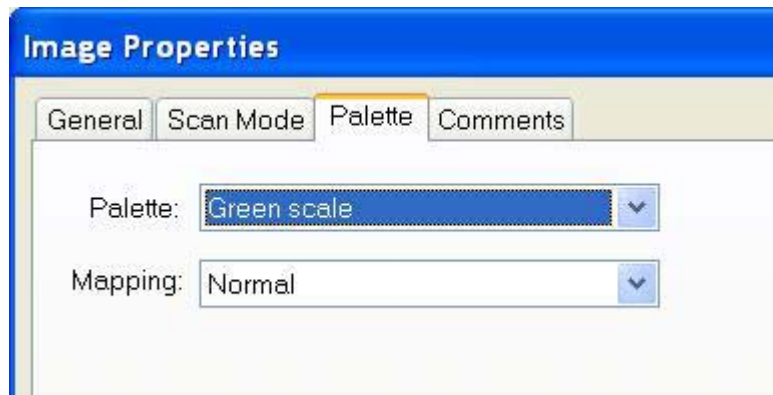 Image Properties
General Scan Mode Palette Comments
Palette: Green scale
Mapping: Normal